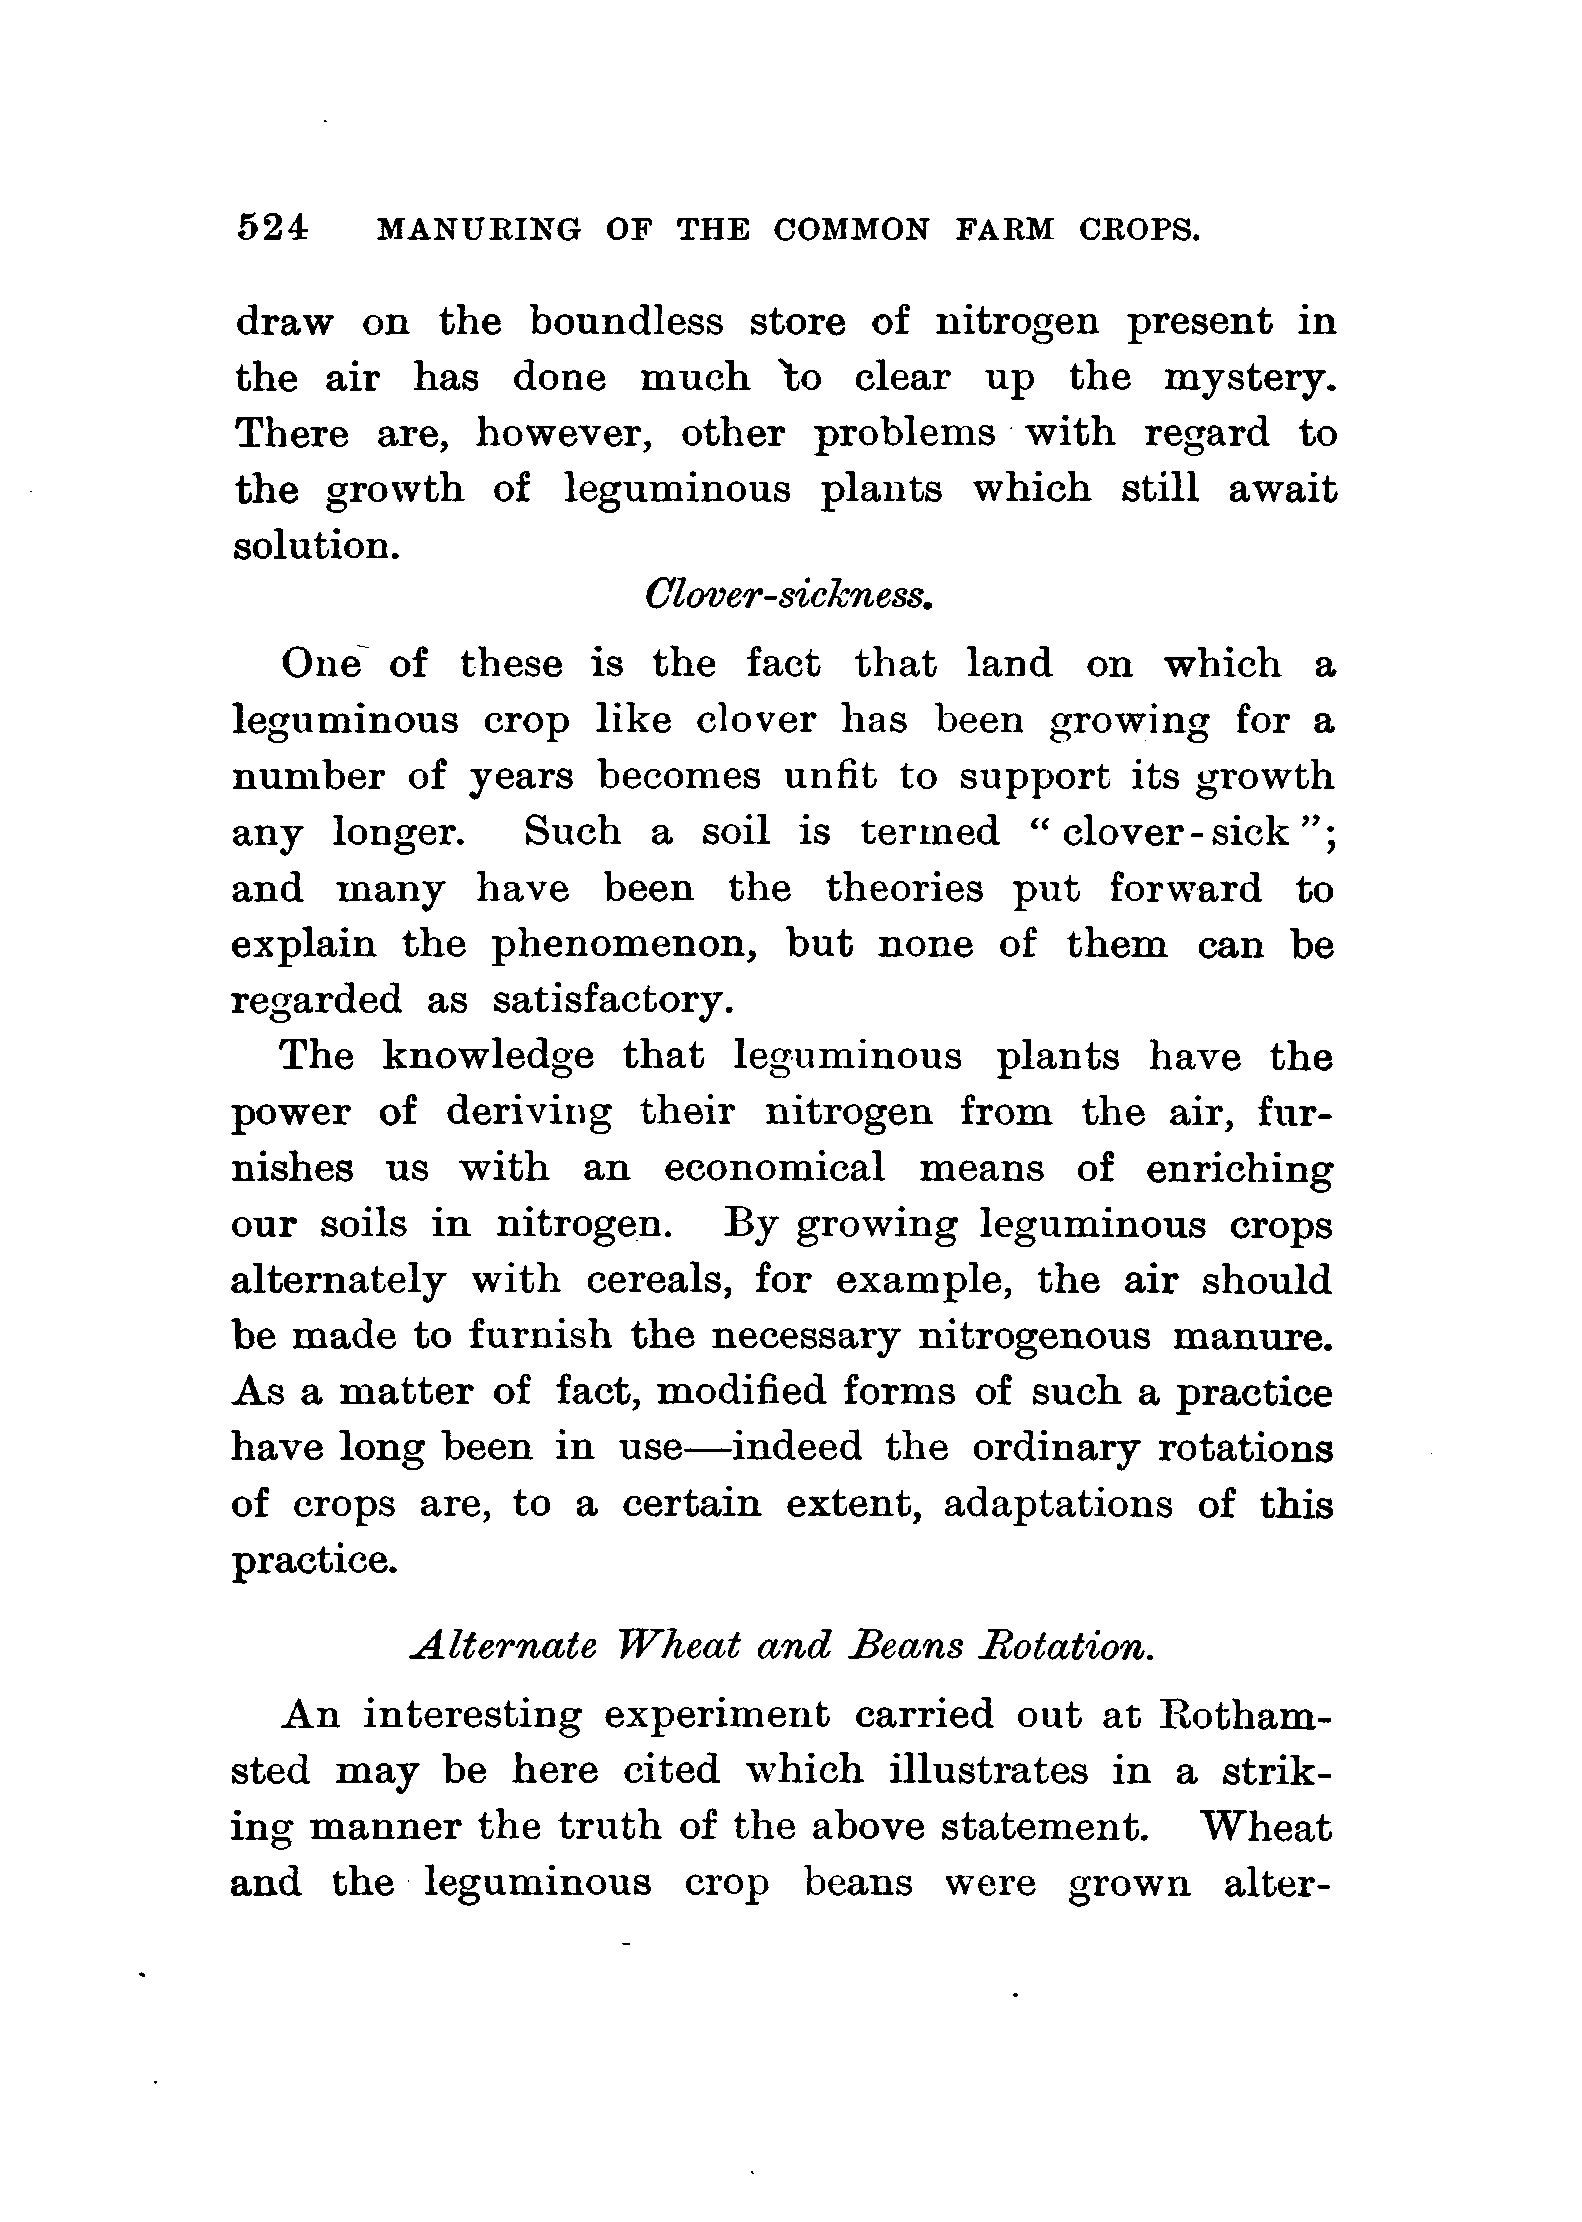 524 MANURING OF THE COMMON FARM CROPS.
draw on the boundless store of nitrogen present in
the air has done much to clear up the mystery.
There are, however, other problems with regard to
the growth of leguminous plants which still await
solution.
Clover-sickness.
One of these is the fact that land on which a
leguminous crop like clover has been growing for a
number of years becomes unfit to support its growth
any longer. Such a soil is termed “clover-sick”;
and many have been the theories put forward to
explain the phenomenon, but none of them can be
regarded as satisfactory.
The knowledge that leguminous plants have the
power of deriving their nitrogen from the air, fur-
nishes us with an economical means of enriching
our soils in nitrogen. By growing leguminous crops
alternately with cereals, for example, the air should
be made to furnish the necessary nitrogenous manure.
As a matter of fact, modified forms of such a practice
have long been in use—indeed the ordinary rotations
of crops are, to a certain extent, adaptations of this
practice.
Alternate Wheat and Beans Rotation.
An interesting experiment carried out at Rotham-
sted may be here cited which illustrates in a strik-
ing manner the truth of the above statement. Wheat
and the leguminous crop beans were grown alter-